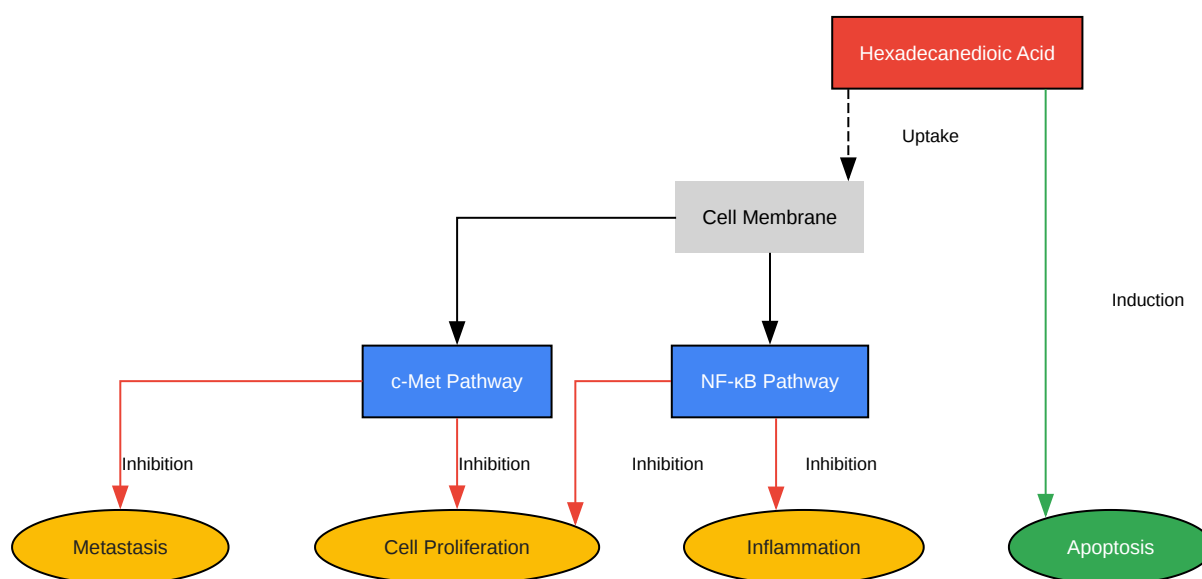 Hexadecanedioic Acid
Uptake
Cell Membrane
Induction
c-Met Pathway
NF-κB Pathway
Inhibition
Inhibition
Inhibition
Inhibition
Metastasis
Cell Proliferation
Inflammation
Apoptosis